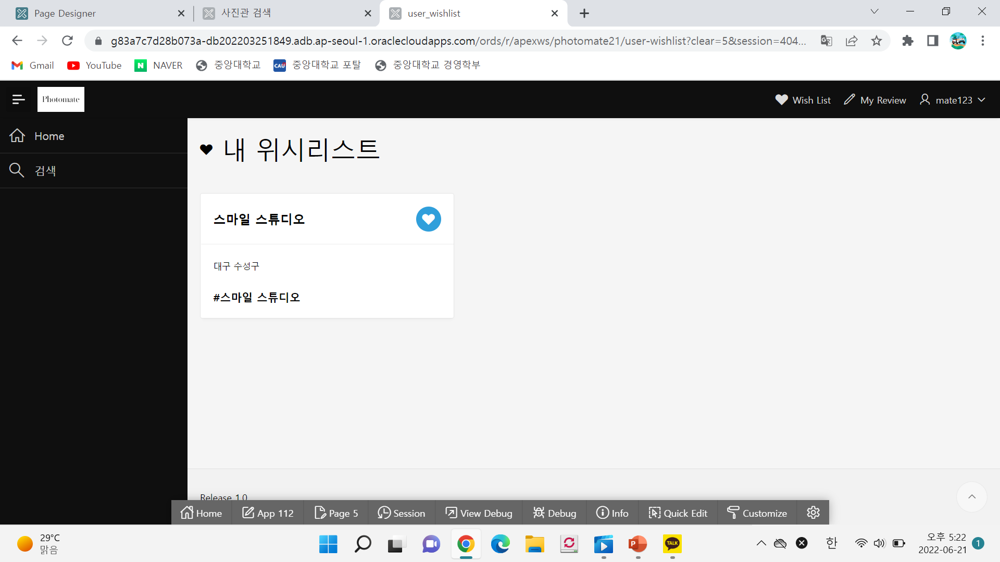 Page Designer
사진관 검색
user_wishlist
g83a7c7d28b073a-db202203251849.adb.ap-seoul-1.oraclecloudapps.com/ords/r/apexws/photomate21/user-wishlist?clear=5&session=404...
Gmail
YouTube
N NAVER
중앙대학교
CAU 중앙대학교 포탈
중앙대학교 경영학부
Photomate
Wish List
My Review
mate123
Home
검색
내 위시리스트
스마일 스튜디오
대구 수성구
#스마일 스튜디오
Release 1.0
Home
App 112
Page 5
Session
View Debug
Debug
Info
Quick Edit
Customize
29°C
맑음
P
TALK
한
오후 5:22
2022-06-21
1